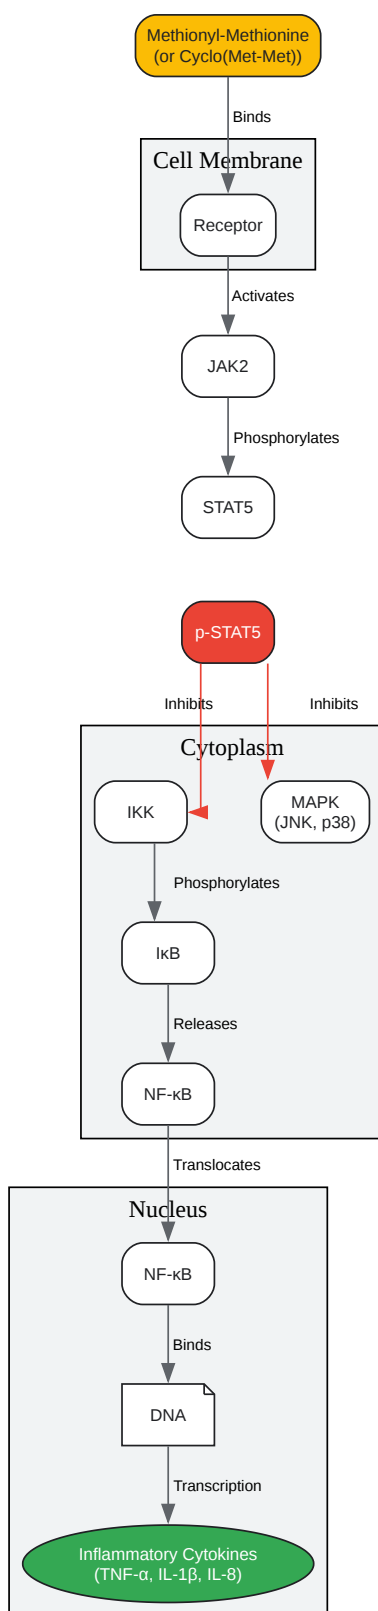 Methionyl-Methionine
(or Cyclo(Met-Met))
Binds
Cell Membrane
Receptor
Activates
JAK2
Phosphorylates
STAT5
p-STAT5
Inhibits
Inhibits
Cytoplasm
IKK
MAPK
(JNK, p38)
Phosphorylates
IκB
Releases
NF-κB
Translocates
Nucleus
NF-κB
Binds
DNA
Transcription
Inflammatory Cytokines
(TNF-α, IL-1β, IL-8)